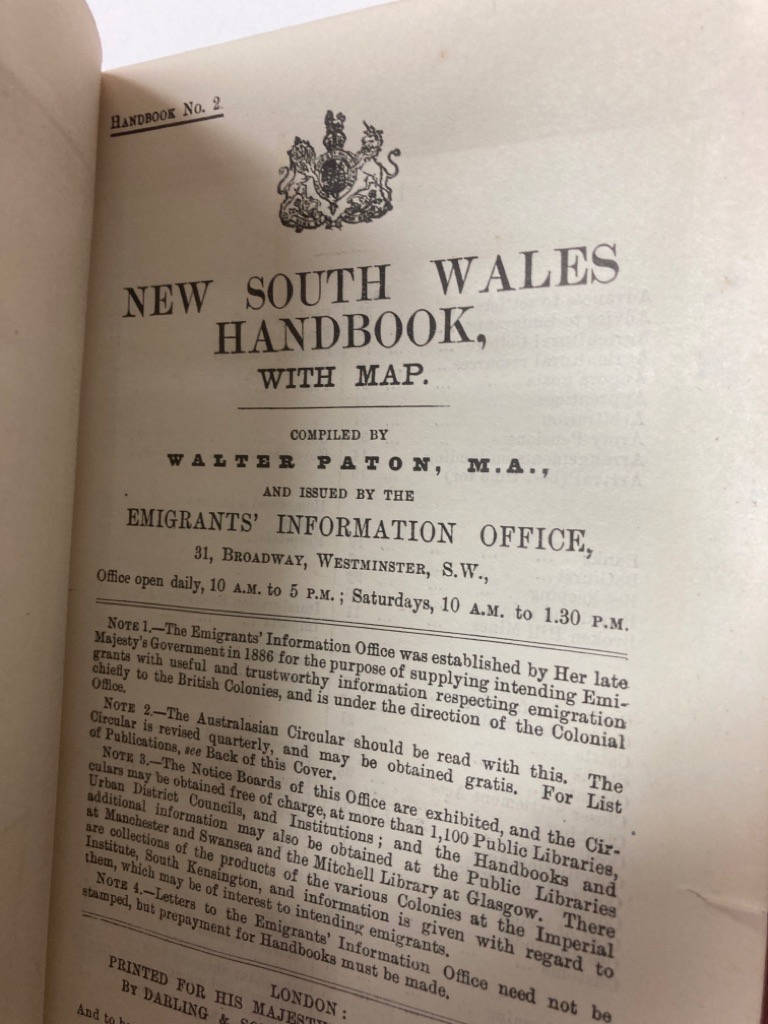 HANDBOOK No. 2.
NEW SOUTH WALES
HANDBOOK,
WITH MAP.
COMPILED BY
WALTER PATON, M.A.,
AND ISSUED BY THE
EMIGRANTS' INFORMATION OFFICE,
31, BROADWAY, WESTMINSTER, S.W.,
Office open daily, 10 A.M. to 5 P.M.; Saturdays, 10 A.M. to 1.30 P.M.
NOTE 1.—The Emigrants' Information Office was established by Her late
Majesty's Government in 1886 for the purpose of supplying intending Emi-
grants with useful and trustworthy information respecting emigration
chiefly to the British Colonies, and is under the direction of the Colonial
Office.
NOTE 2.—The Australasian Circular should be read with this. The
Circular is revised quarterly, and may be obtained gratis. For List
of Publications, see Back of this Cover.
NOTE 3.—The Notice Boards of this Office are exhibited, and the Cir-
culars may be obtained free of charge, at more than 1,100 Public Libraries,
Urban District Councils, and Institutions; and the Handbooks and
additional information may also be obtained at the Public Libraries
at Manchester and Swansea and the Mitchell Library at Glasgow. There
are collections of the products of the various Colonies at the Imperial
Institute, South Kensington, and information is given with regard to
them, which may be of interest to intending emigrants.
NOTE 4.—Letters to the Emigrants' Information Office need not be
stamped, but prepayment for Handbooks must be made.
LONDON:
PRINTED FOR HIS MAJEST
BY DARLING &
And to b